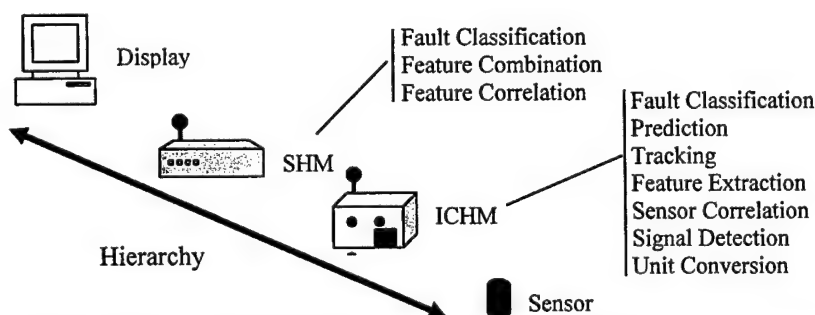 Display
Fault Classification
Feature Combination
Feature Correlation
SHM
Fault Classification
Prediction
Tracking
Feature Extraction
Sensor Correlation
Signal Detection
Unit Conversion
ICHM
Hierarchy
Sensor